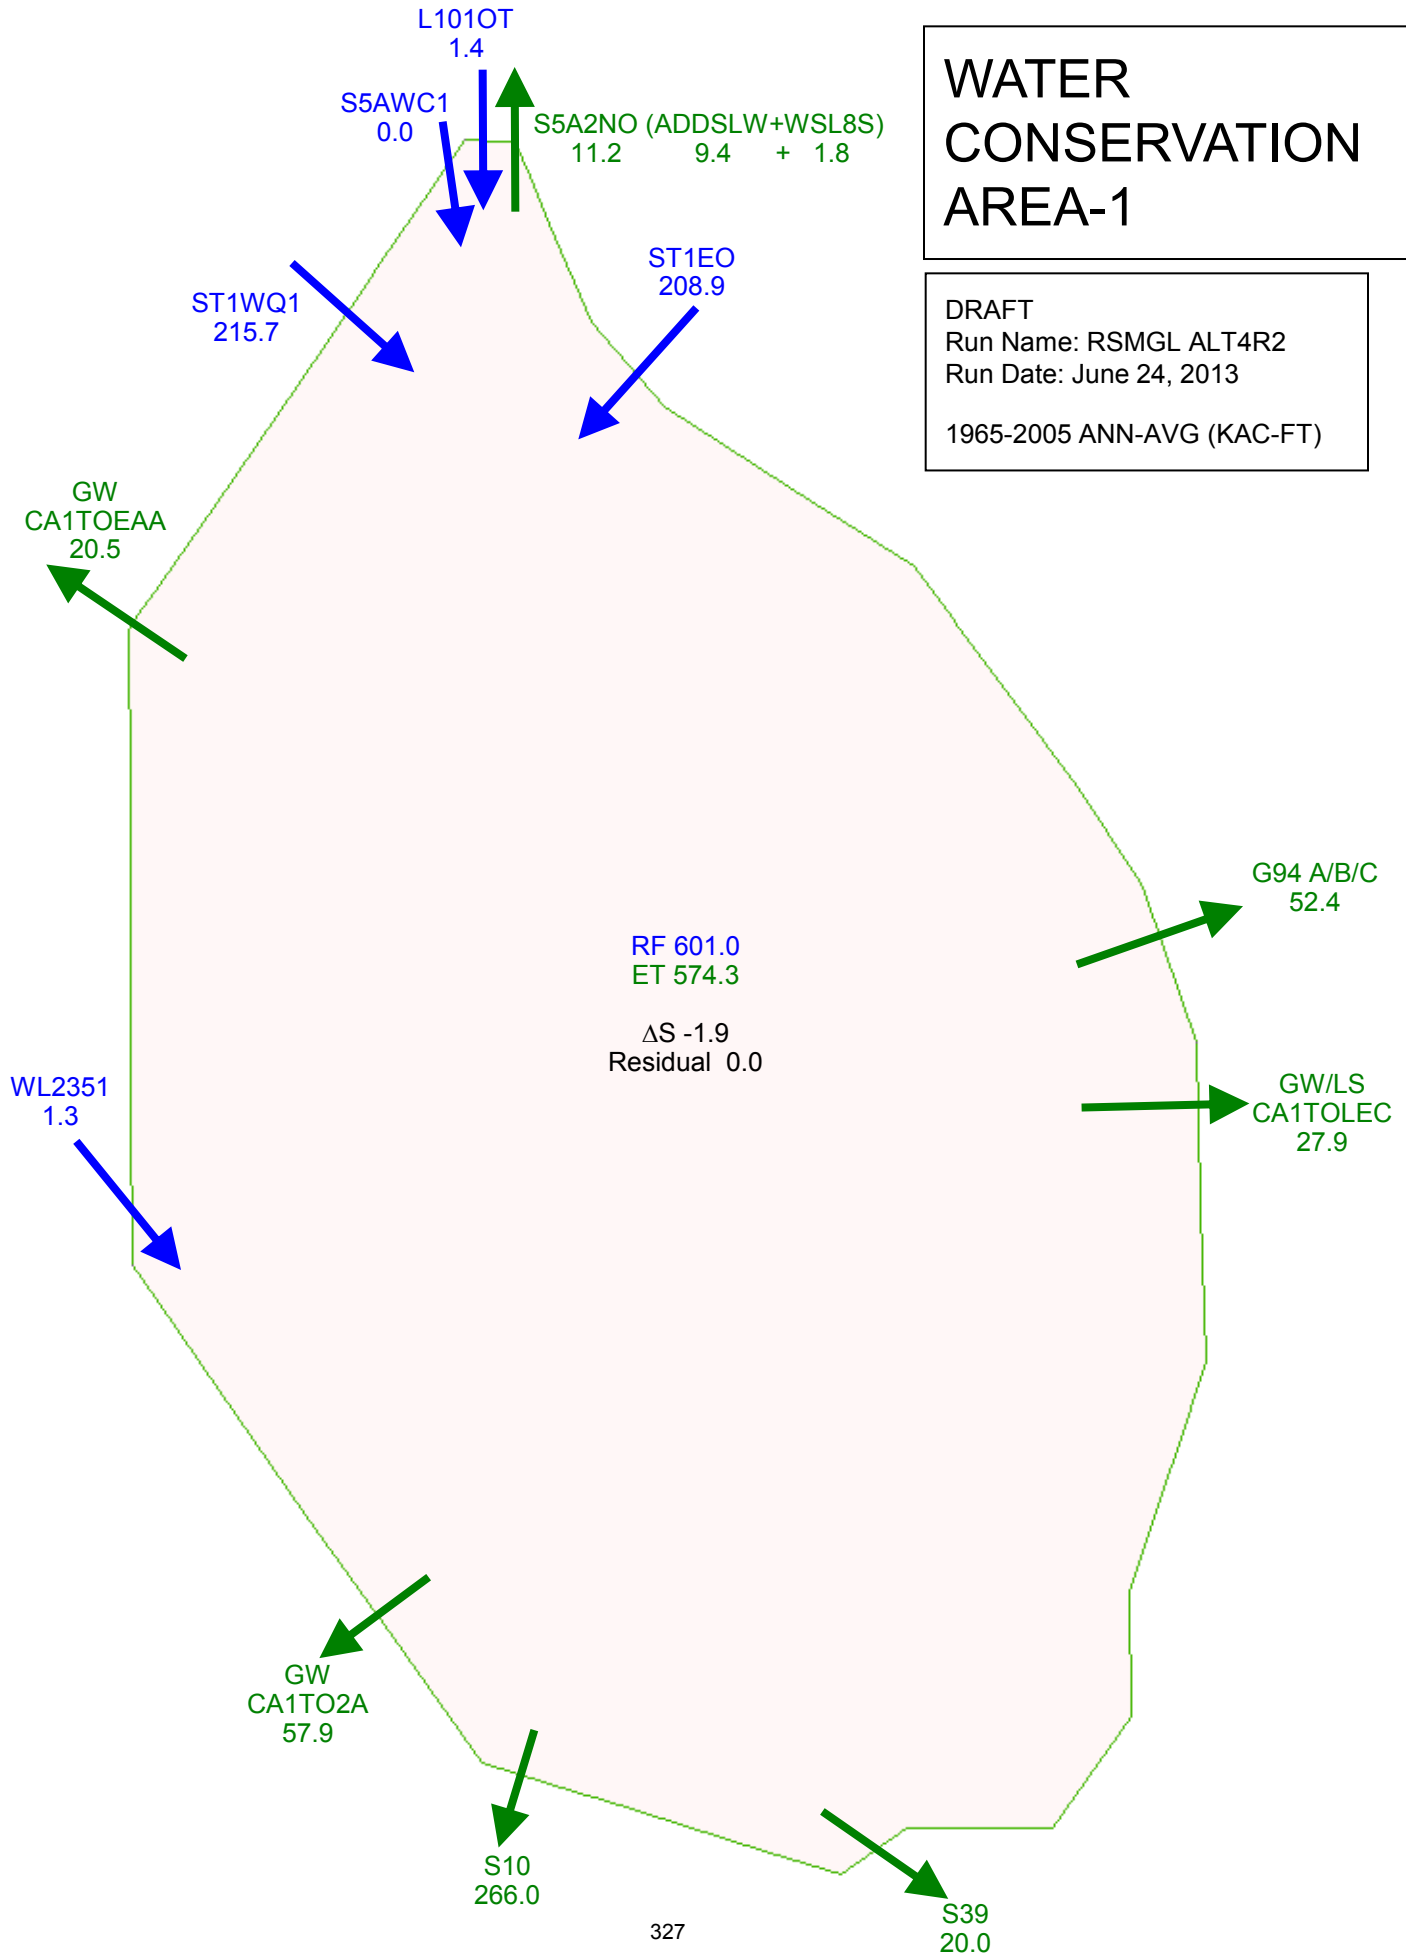 L101OT
1.4
S5AWC1
0.0
S5A2NO (ADDSLW+WSL8S)
11.2 9.4 + 1.8
WATER
CONSERVATION
AREA-1
DRAFT
Run Name: RSMGL ALT4R2
Run Date: June 24, 2013
1965-2005 ANN-AVG (KAC-FT)
ST1WQ1
215.7
ST1EO
208.9
GW
CA1TOEAA
20.5
G94 A/B/C
52.4
RF 601.0
ET 574.3
ΔS -1.9
Residual 0.0
WL2351
1.3
GW/LS
CA1TOLEC
27.9
GW
CA1TO2A
57.9
S10
266.0
S39
20.0
327